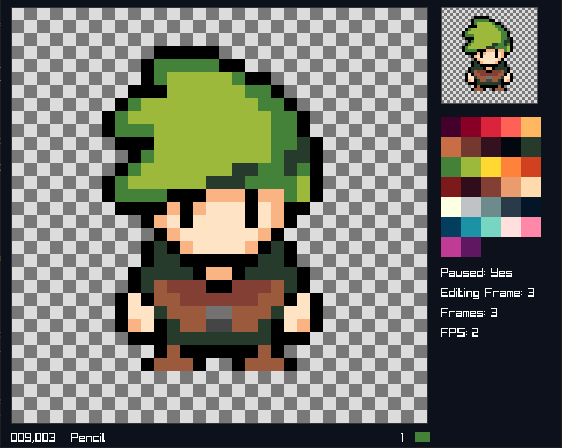 Paused: Yes
Editing Frame: 3
Frames: 3
FPS: 2
009,003 Pencil 1